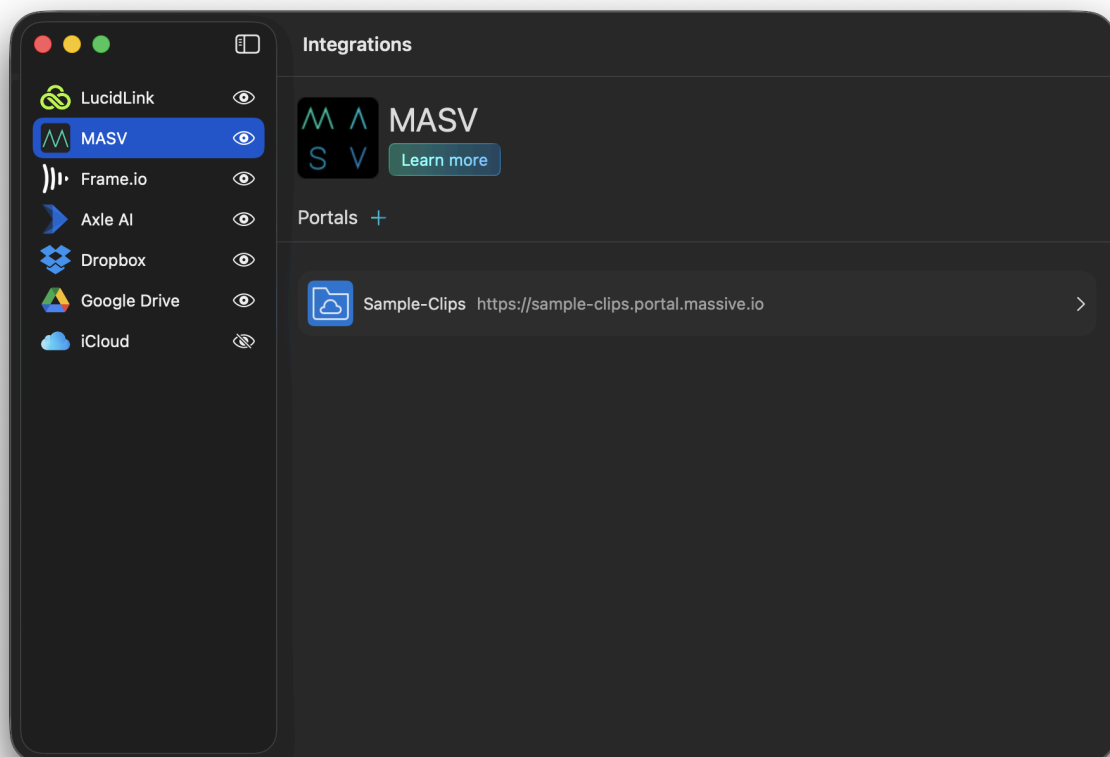 Integrations
LucidLink
MASV
Frame.io
Axle AI
Dropbox
Google Drive
iCloud
M Λ
S V
MASV
Learn more
Portals +
Sample-Clips https://sample-clips.portal.massive.io